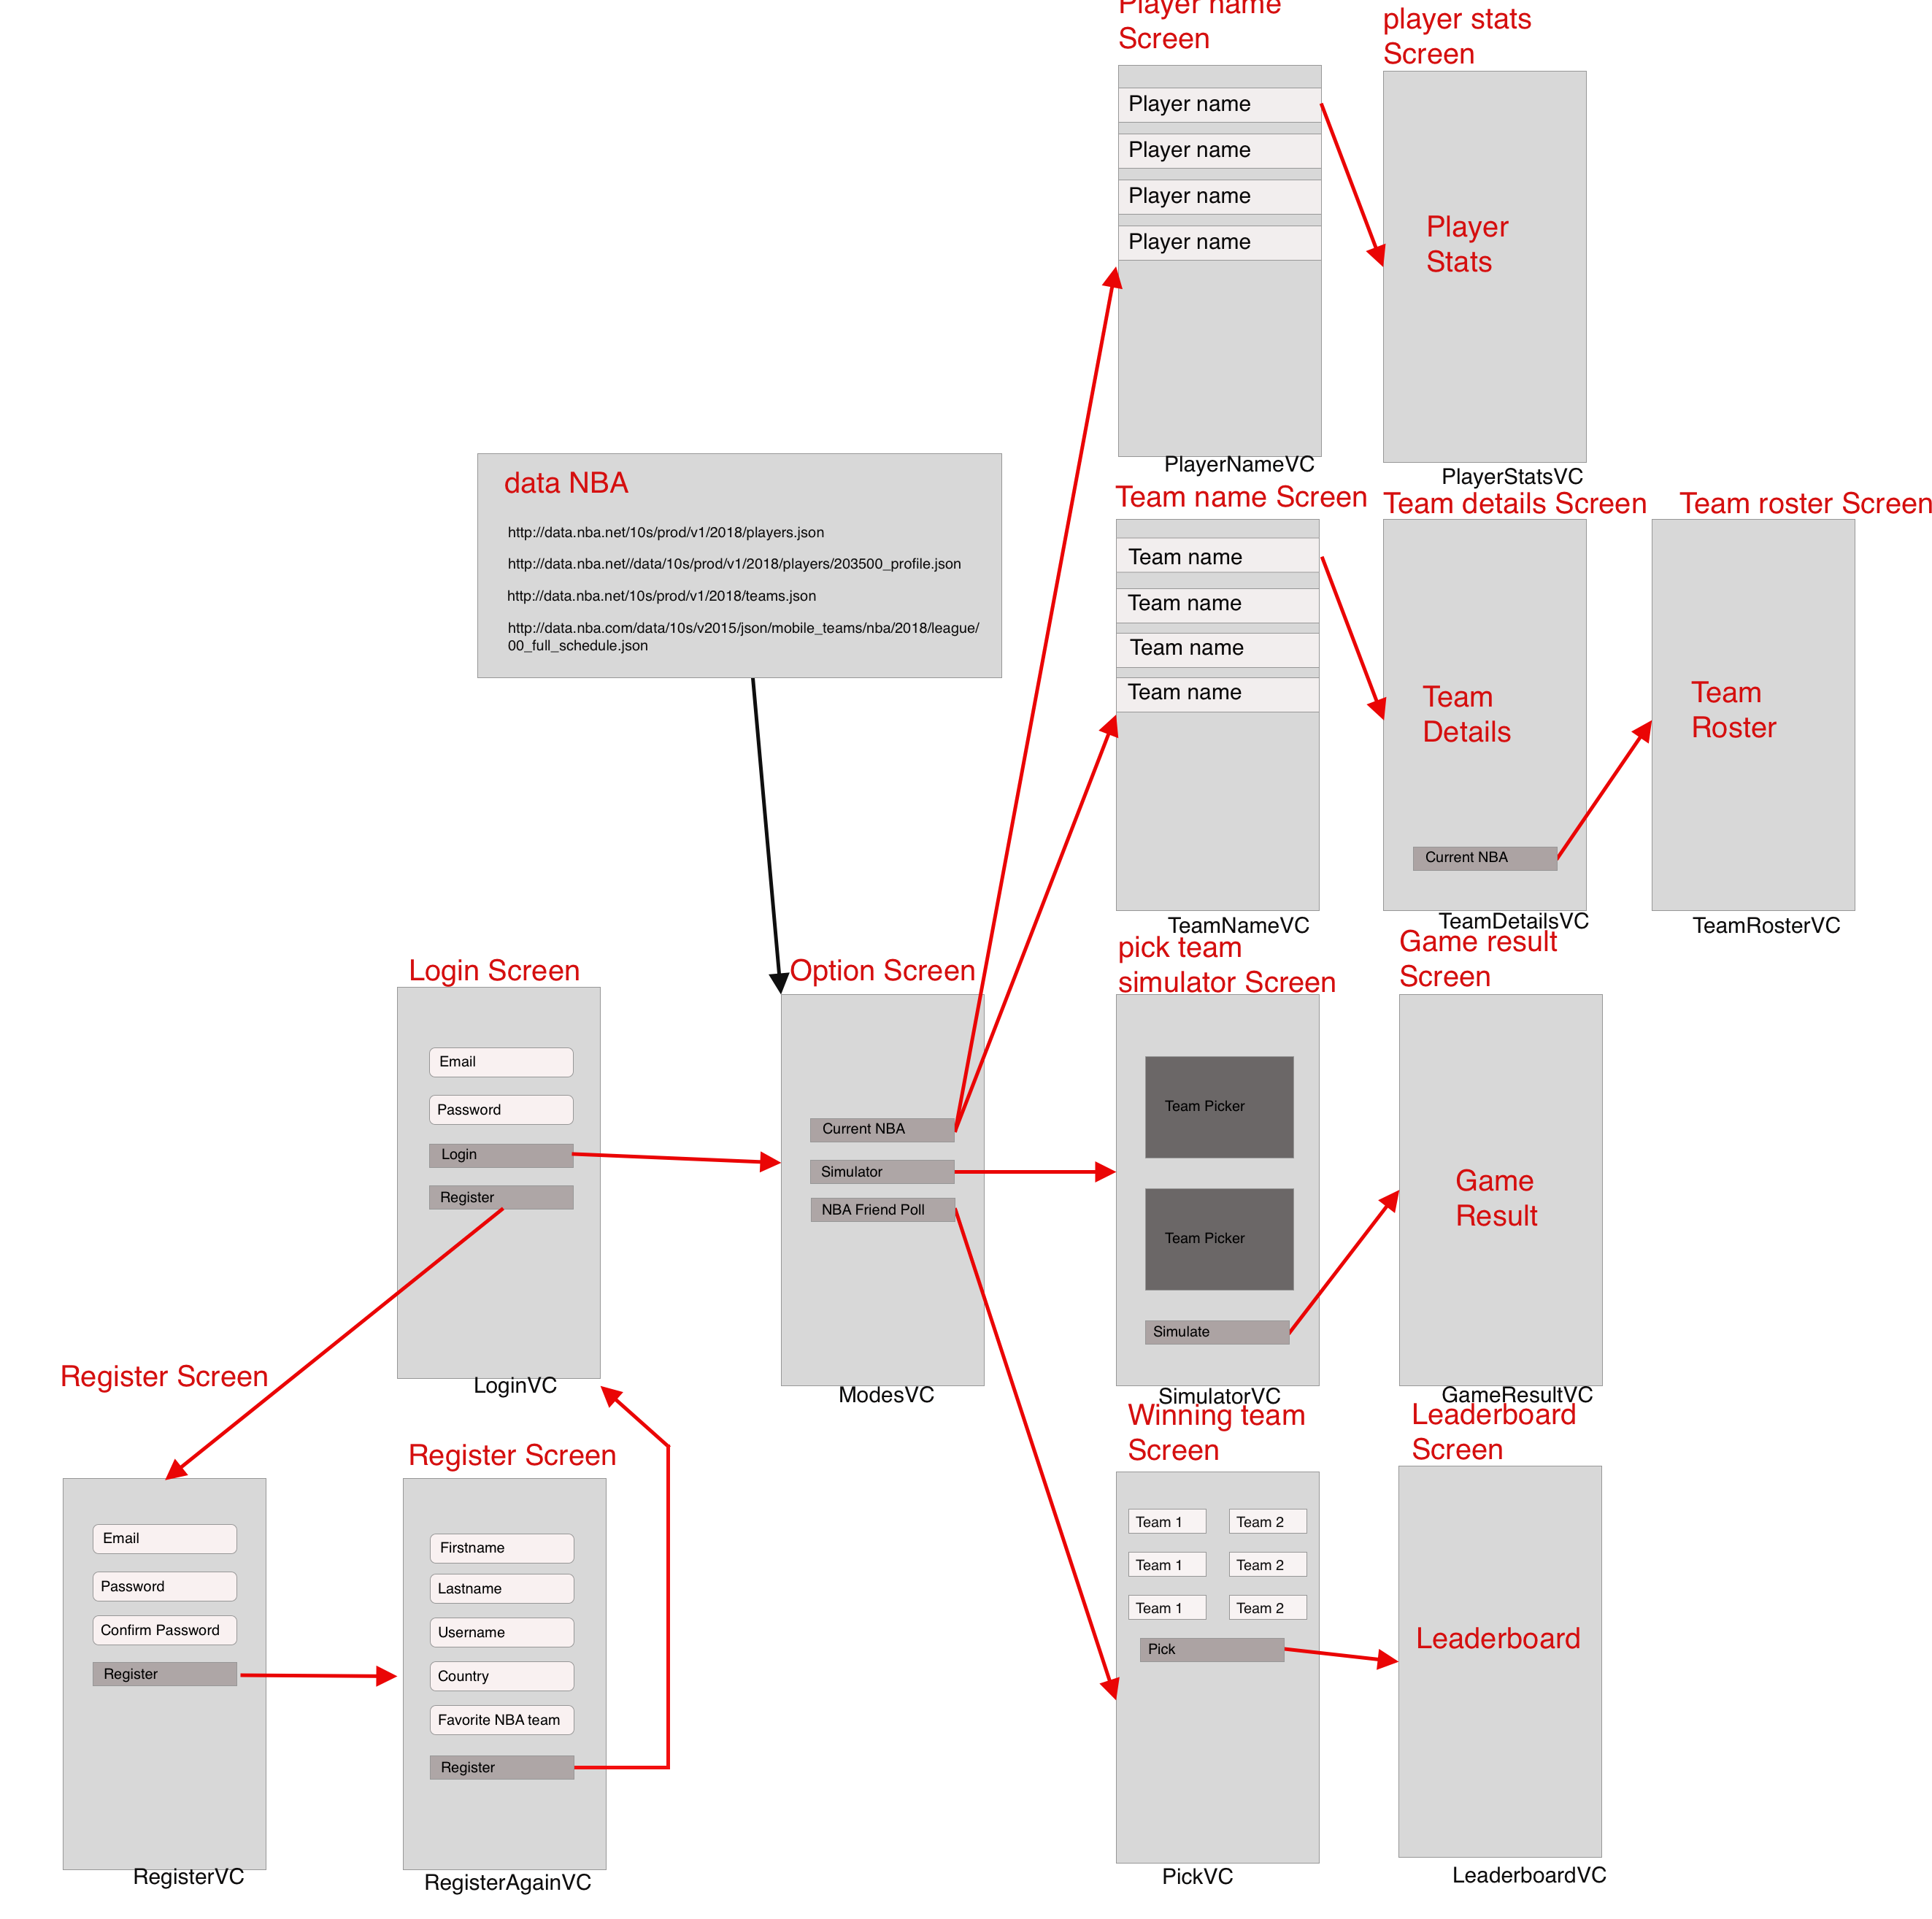 Player name
Screen
Player name
Player name
Player name
Player name
PlayerNameVC
player stats
Screen
Player
Stats
PlayerStatsVC
data NBA
http://data.nba.net/10s/prod/v1/2018/players.json
http://data.nba.net//data/10s/prod/v1/2018/players/203500_profile.json
http://data.nba.net/10s/prod/v1/2018/teams.json
http://data.nba.com/data/10s/v2015/json/mobile_teams/nba/2018/league/
00_full_schedule.json
Team name Screen
Team name
Team name
Team name
Team name
TeamNameVC
Team details Screen
Team
Details
Current NBA
TeamDetailsVC
Team roster Screen
Team
Roster
TeamRosterVC
Login Screen
Email
Password
Login
Register
LoginVC
Option Screen
Current NBA
Simulator
NBA Friend Poll
ModesVC
pick team
simulator Screen
Team Picker
Team Picker
Simulate
SimulatorVC
Game result
Screen
Game
Result
GameResultVC
Register Screen
Email
Password
Confirm Password
Register
RegisterVC
Register Screen
Firstname
Lastname
Username
Country
Favorite NBA team
Register
RegisterAgainVC
Winning team
Screen
Team 1
Team 2
Team 1
Team 2
Team 1
Team 2
Pick
PickVC
Leaderboard
Screen
Leaderboard
LeaderboardVC